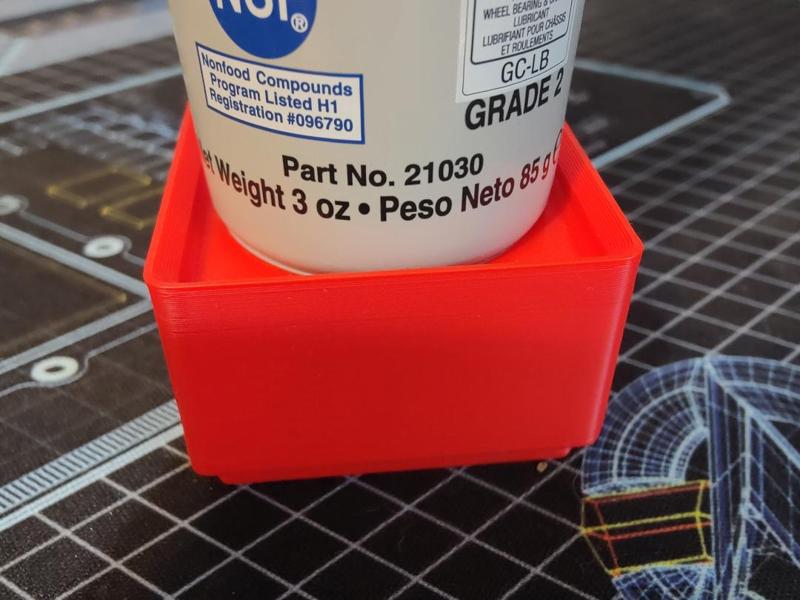 NSF®
Nonfood Compounds
Program Listed H1
Registration #096790
WHEEL BEARING &
LUBRICANT
LUBRIFIANT POUR CHÂSSIS
ET ROULEMENTS
GC-LB
GRADE 2
Part No. 21030
Weight 3 oz • Peso Neto 85 g